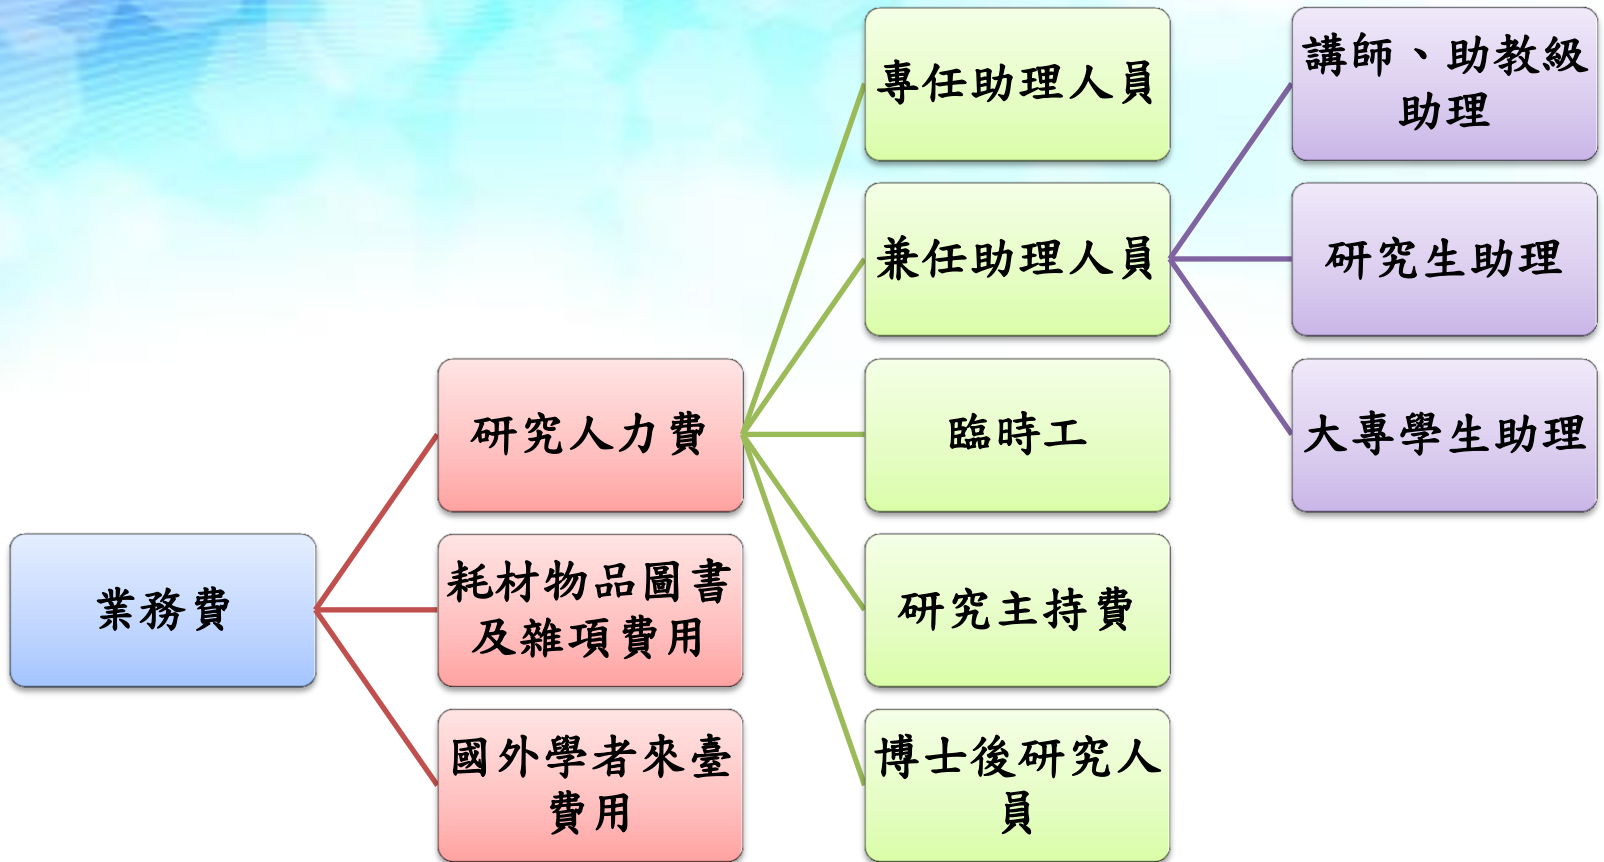 業務費
研究人力費
耗材物品圖書
及雜項費用
國外學者來臺
費用
專任助理人員
兼任助理人員
臨時工
研究主持費
博士後研究人
員
講師、助教級
助理
研究生助理
大專學生助理